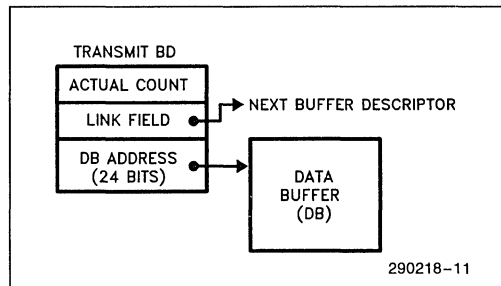 TRANSMIT BD
ACTUAL COUNT
LINK FIELD
NEXT BUFFER DESCRIPTOR
DB ADDRESS
(24 BITS)
DATA
BUFFER
(DB)
290218-11